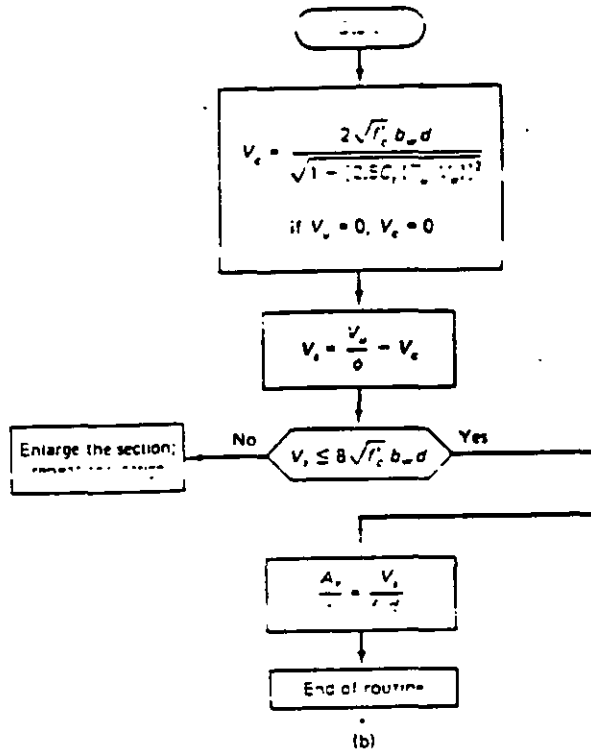 V_c = 2 √f'_c b_w d
if V_u = 0, V_c = 0
V_s = V_u / φ − V_c
No
V_s ≤ 8 √f'_c b_w d
Yes
Enlarge the section;
A_v = V_s
End of routine
(b)